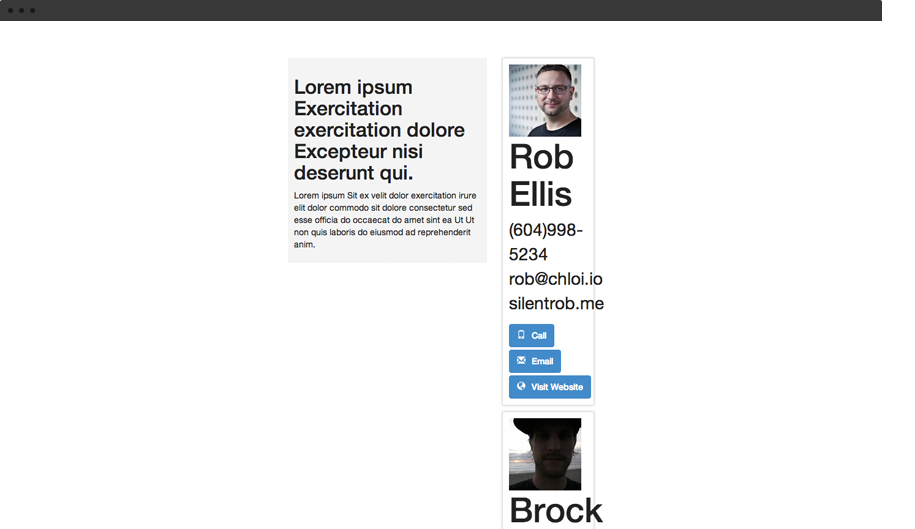 Lorem ipsum
Exercitation
exercitation dolore
Excepteur nisi
deserunt qui.
Lorem ipsum Sit ex velit dolor exercitation irure
elit dolor commodo sit dolore consectetur sed
esse officia do occaecat do amet sint ea Ut Ut
non quis laboris do eiusmod ad reprehenderit
anim.
Rob
Ellis
(604)998-
5234
rob@chloi.io
silentrob.me
Call
Email
Visit Website
Brock